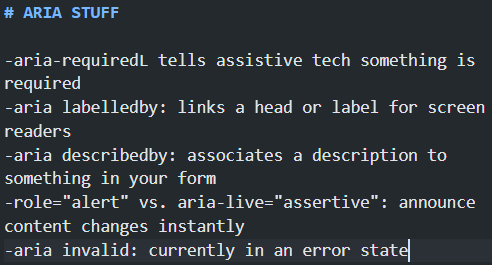 # ARIA STUFF
-aria-requiredL tells assistive tech something is
required
-aria labelledby: links a head or label for screen
readers
-aria describedby: associates a description to
something in your form
-role="alert" vs. aria-live="assertive": announce
content changes instantly
-aria invalid: currently in an error state